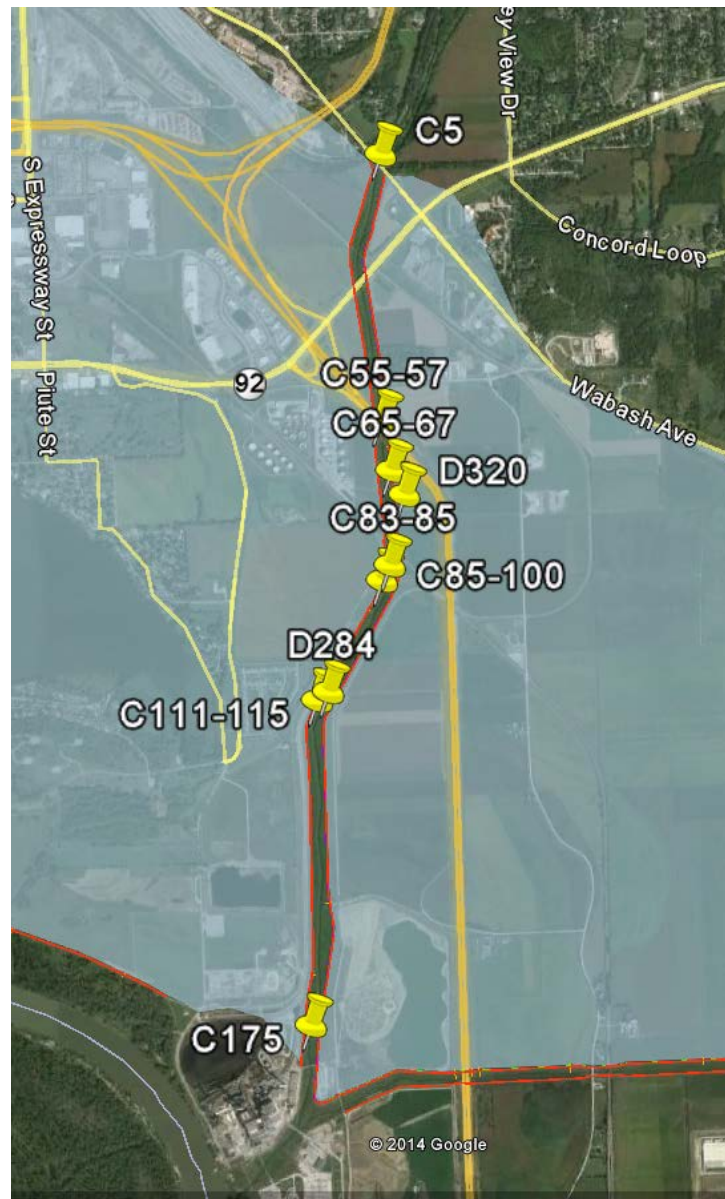 ey View Dr
C5
S Expressway St
Concord Loop
C55-57
92
Piute St
C65-67
Wabash Ave
D320
C83-85
C85-100
D284
C111-115
C175
© 2014 Google